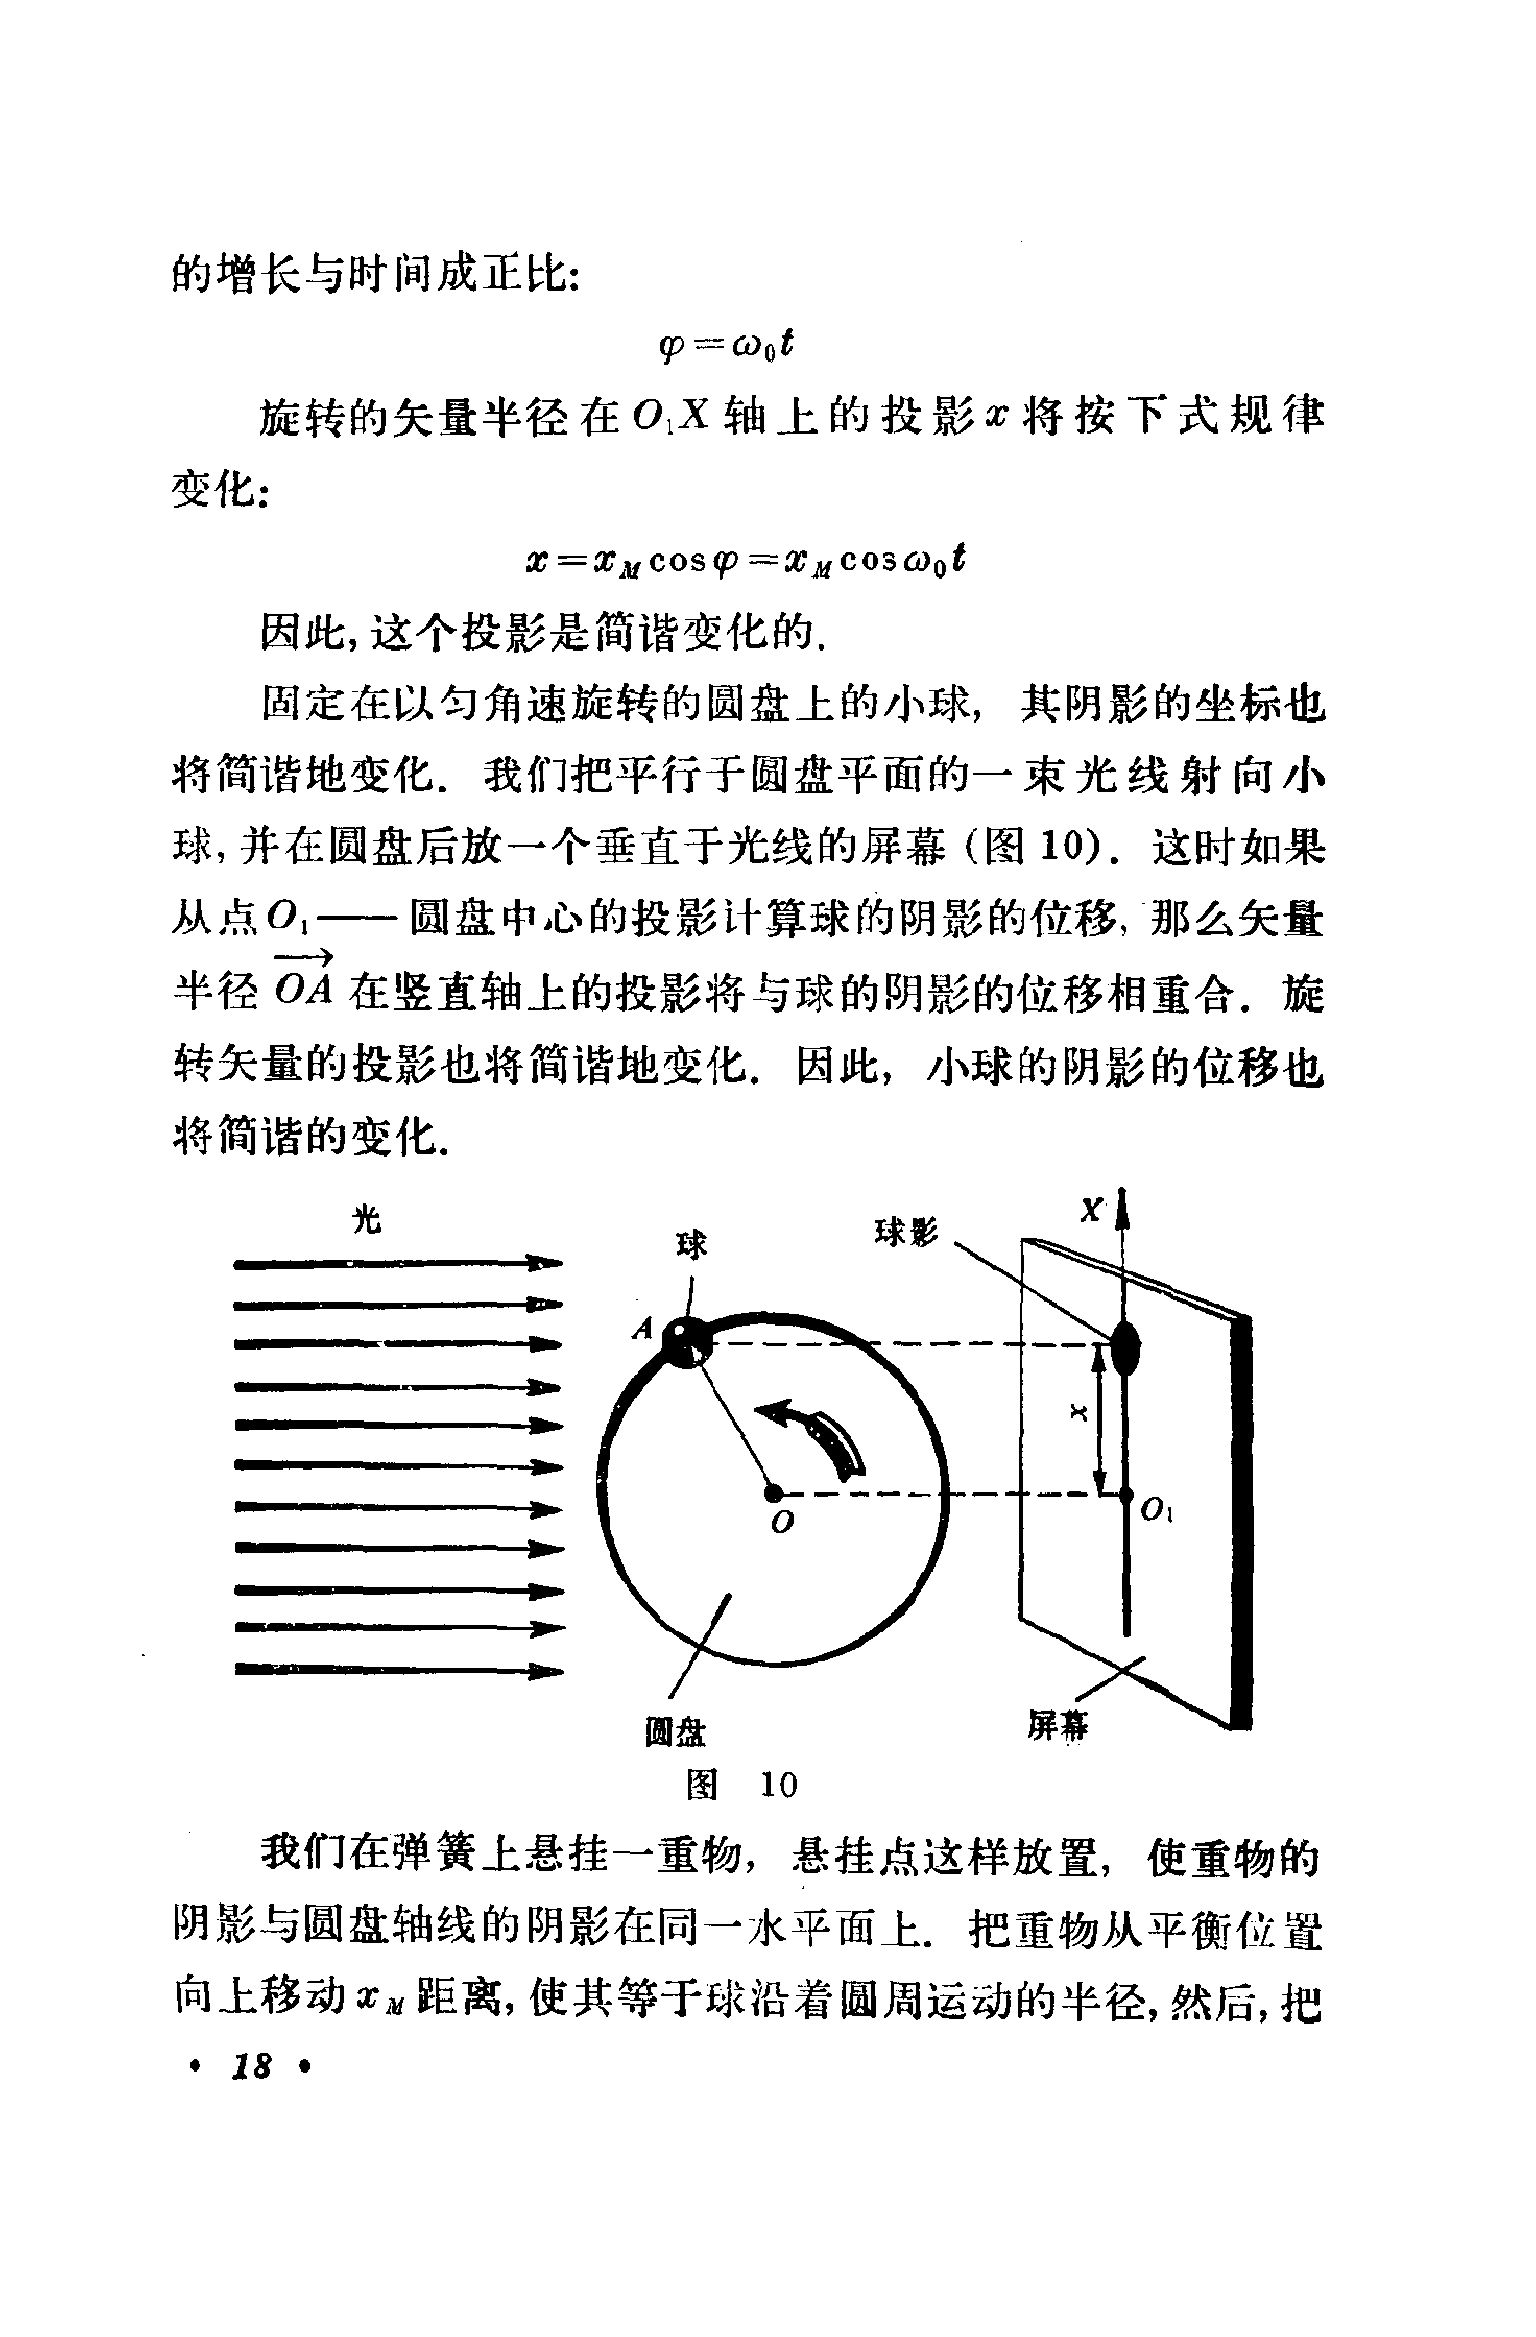 的增长与时间成正比:
φ=ω₀t
旋转的矢量半径在O₁X轴上的投影x将按下式规律
变化:
x=x_M cosφ=x_M cosω₀t
因此,这个投影是简谐变化的.
固定在以匀角速旋转的圆盘上的小球, 其阴影的坐标也
将简谐地变化. 我们把平行于圆盘平面的一束光线射向小
球,并在圆盘后放一个垂直于光线的屏幕(图10). 这时如果
从点O₁——圆盘中心的投影计算球的阴影的位移,那么矢量
半径 $\overrightarrow{OA}$ 在竖直轴上的投影将与球的阴影的位移相重合. 旋
转矢量的投影也将简谐地变化. 因此, 小球的阴影的位移也
将简谐的变化.
光
球
球影
X
A
x
O
O₁
圆盘
屏幕
图 10
我们在弹簧上悬挂一重物, 悬挂点这样放置, 使重物的
阴影与圆盘轴线的阴影在同一水平面上. 把重物从平衡位置
向上移动x_M距离,使其等于球沿着圆周运动的半径,然后,把
• 18 •